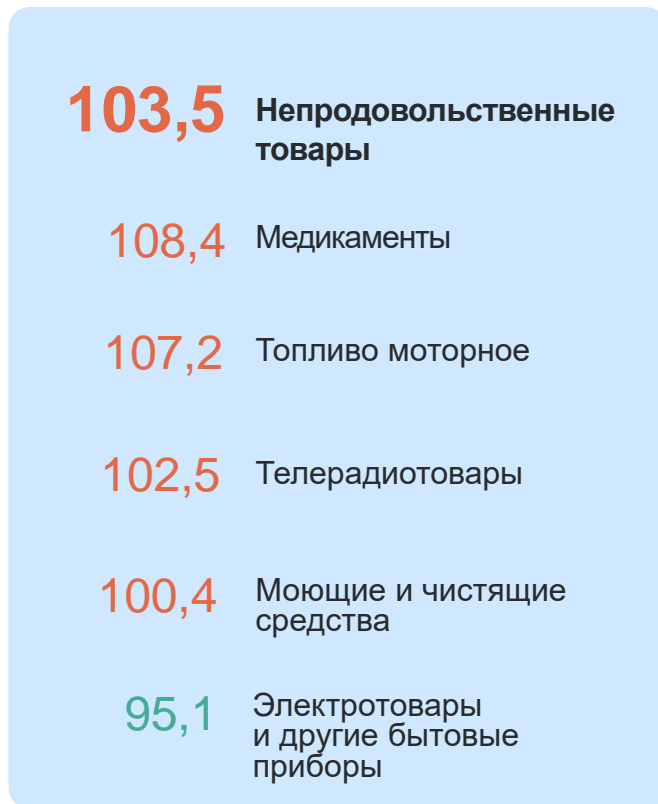 103,5 Непродовольственные
товары
108,4 Медикаменты
107,2 Топливо моторное
102,5 Телерадиотовары
100,4 Моющие и чистящие
средства
95,1 Электротовары
и другие бытовые
приборы